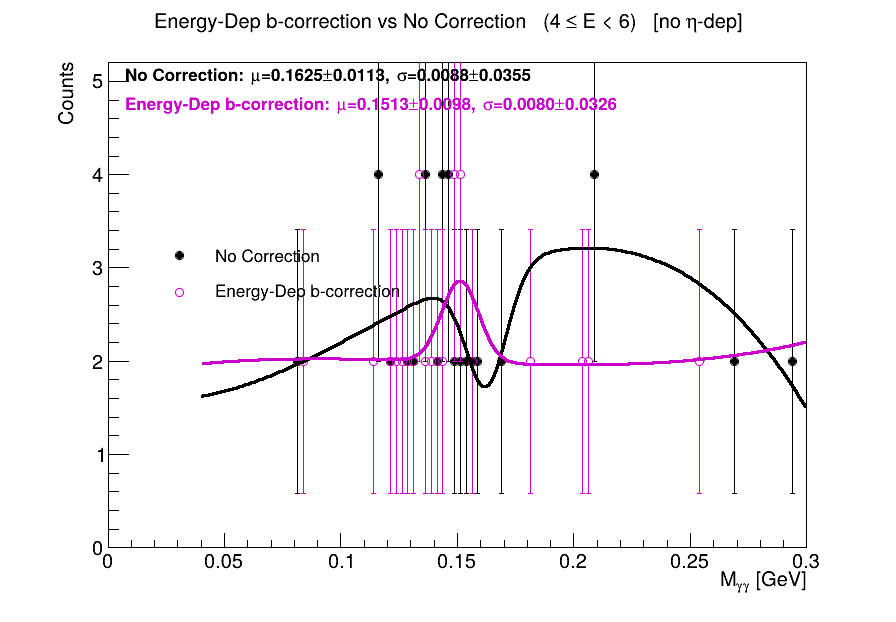 Energy-Dep b-correction vs No Correction (4 ≤ E < 6) [no η-dep]
Counts
No Correction: μ=0.1625±0.0113, σ=0.0088±0.0355
Energy-Dep b-correction: μ=0.1513±0.0098, σ=0.0080±0.0326
No Correction
Energy-Dep b-correction
5
4
3
2
1
0
0 0.05 0.1 0.15 0.2 0.25 0.3
Mγγ [GeV]